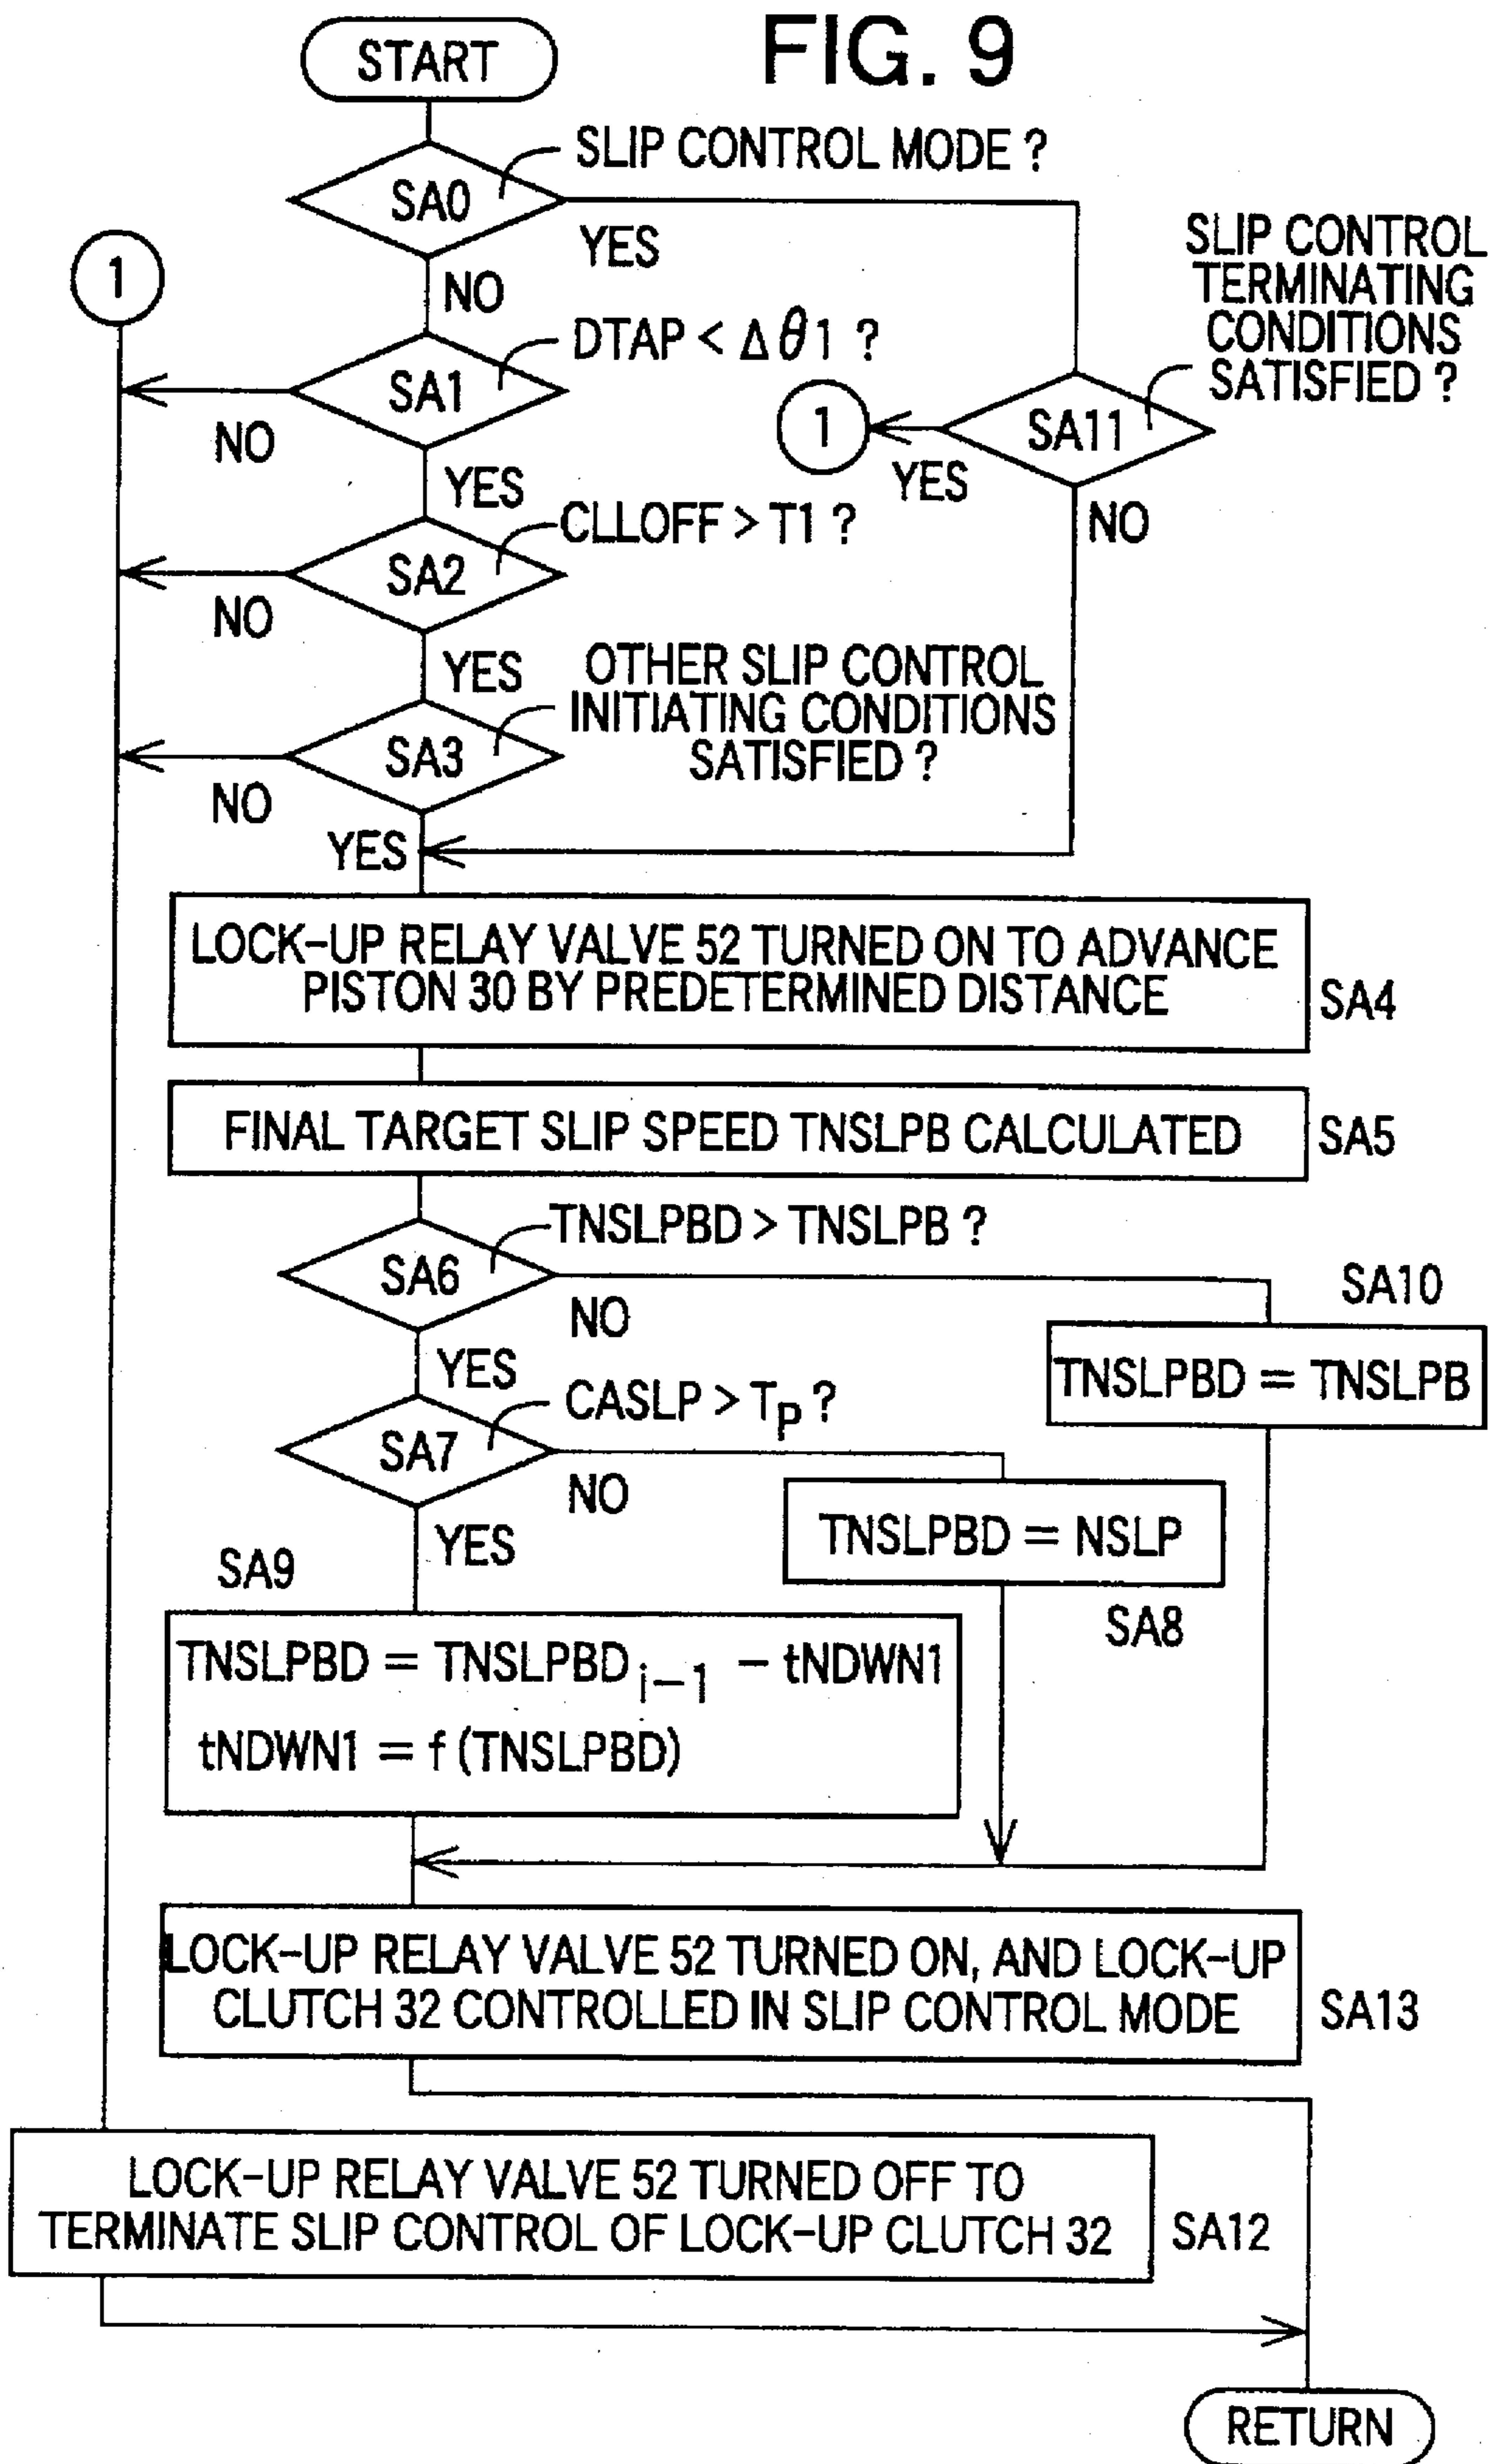 FIG. 9
START
SLIP CONTROL MODE ?
SA0
YES
NO
1
SLIP CONTROL
TERMINATING
CONDITIONS
SATISFIED ?
DTAP < Δθ1 ?
SA1
NO
YES
1
SA11
YES
NO
CLLOFF > T1 ?
SA2
NO
YES
OTHER SLIP CONTROL
INITIATING CONDITIONS
SATISFIED ?
SA3
NO
YES
LOCK-UP RELAY VALVE 52 TURNED ON TO ADVANCE
PISTON 30 BY PREDETERMINED DISTANCE
SA4
FINAL TARGET SLIP SPEED TNSLPB CALCULATED
SA5
TNSLPBD > TNSLPB ?
SA6
NO
YES
SA10
TNSLPBD = TNSLPB
CASLP > Tp ?
SA7
NO
YES
TNSLPBD = NSLP
SA8
SA9
TNSLPBD = TNSLPBD i-1 - tNDWN1
tNDWN1 = f (TNSLPBD)
LOCK-UP RELAY VALVE 52 TURNED ON, AND LOCK-UP
CLUTCH 32 CONTROLLED IN SLIP CONTROL MODE
SA13
LOCK-UP RELAY VALVE 52 TURNED OFF TO
TERMINATE SLIP CONTROL OF LOCK-UP CLUTCH 32
SA12
RETURN